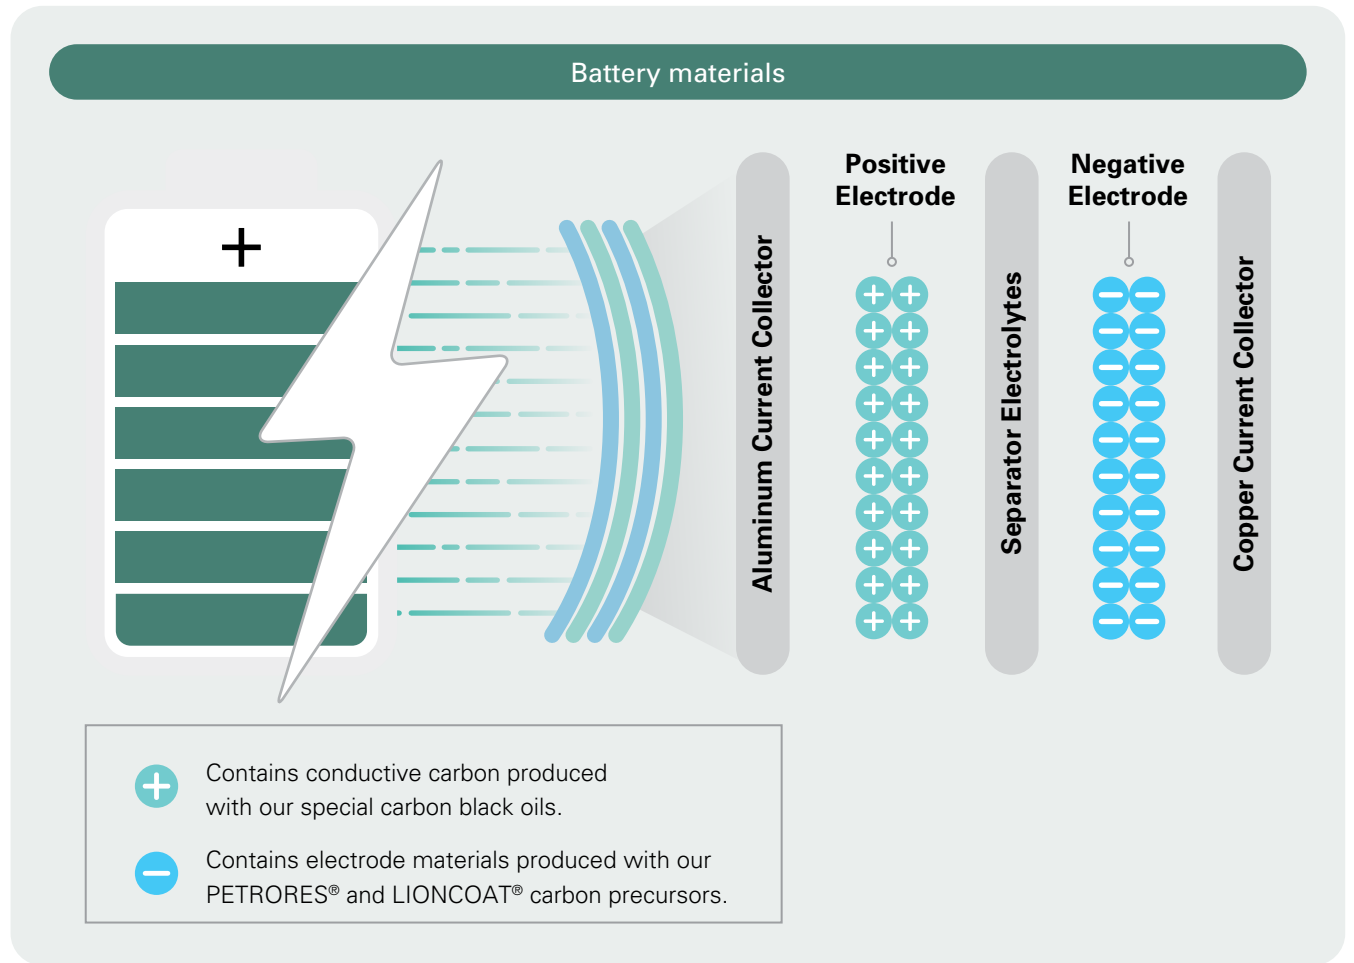 Battery materials
Positive
Electrode
Negative
Electrode
Aluminum Current Collector
Separator Electrolytes
Copper Current Collector
Contains conductive carbon produced
with our special carbon black oils.
Contains electrode materials produced with our
PETRORES® and LIONCOAT® carbon precursors.